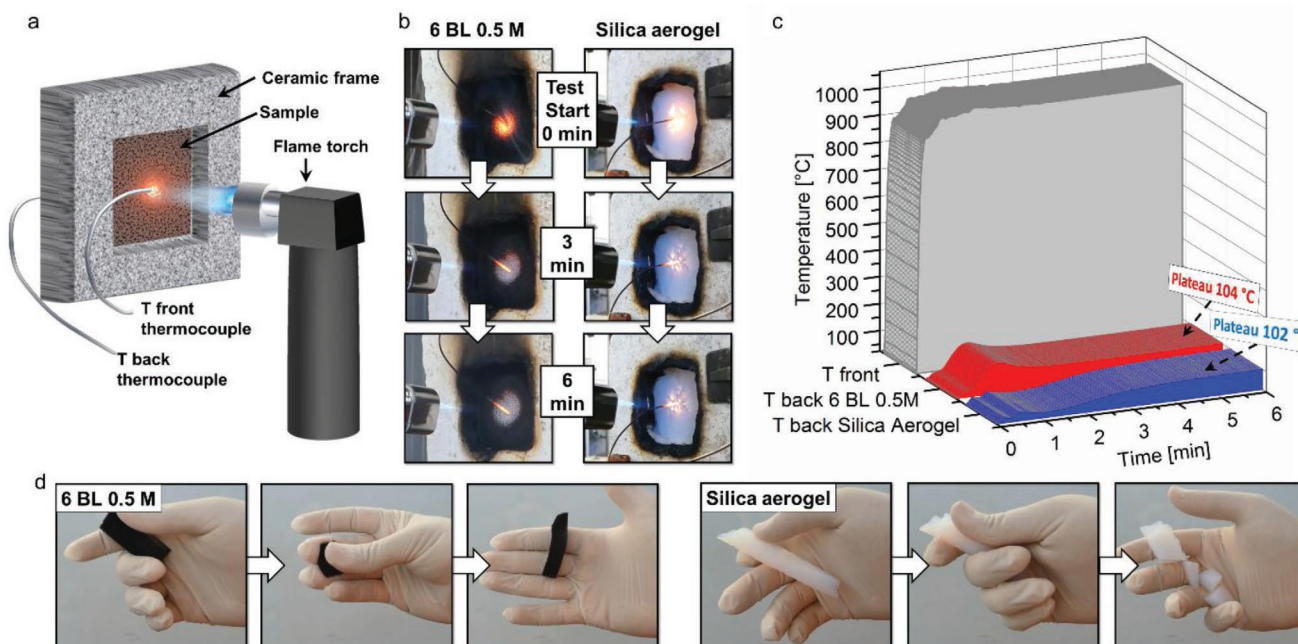 a
Ceramic frame
Sample
Flame torch
T front
thermocouple
T back
thermocouple
b
6 BL 0.5 M
Silica aerogel
Test
Start
0 min
3
min
6
min
c
Temperature [°C]
1000
900
800
700
600
500
400
300
200
100
Plateau 104 °C
Plateau 102 °
T front
T back 6 BL 0.5M
T back Silica Aerogel
0
1
2
3
4
5
6
Time [min]
d
6 BL 0.5 M
Silica aerogel